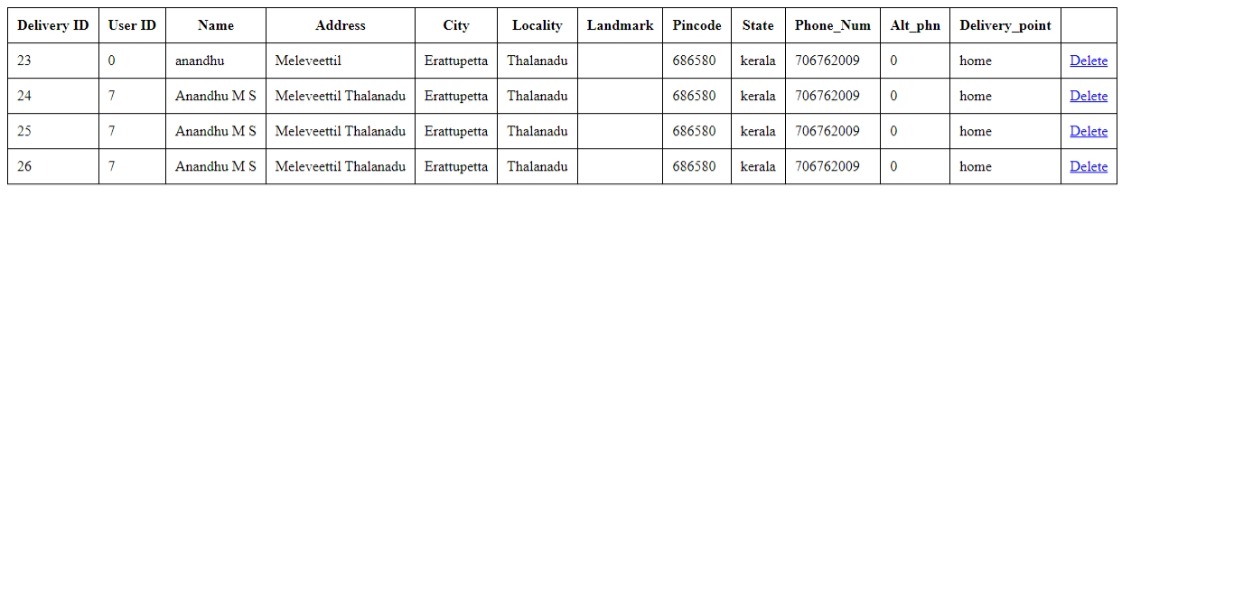 Delivery ID User ID Name Address City Locality Landmark Pincode State Phone_Num Alt_phn Delivery_point
23 0 anandhu Meleveettil Erattupetta Thalanadu 686580 kerala 706762009 0 home Delete
24 7 Anandhu M S Meleveettil Thalanadu Erattupetta Thalanadu 686580 kerala 706762009 0 home Delete
25 7 Anandhu M S Meleveettil Thalanadu Erattupetta Thalanadu 686580 kerala 706762009 0 home Delete
26 7 Anandhu M S Meleveettil Thalanadu Erattupetta Thalanadu 686580 kerala 706762009 0 home Delete